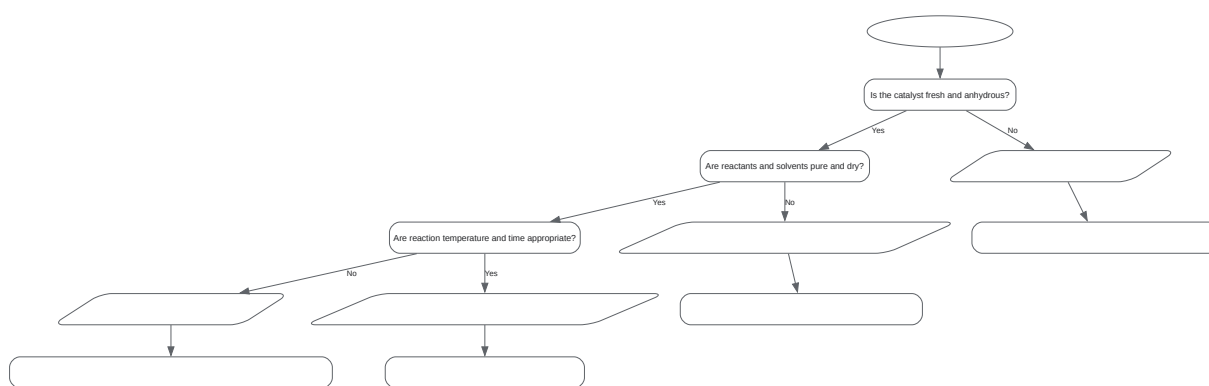 Is the catalyst fresh and anhydrous?
Yes
No
Are reactants and solvents pure and dry?
Yes
No
Are reaction temperature and time appropriate?
No
Yes